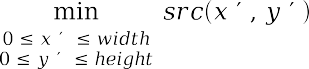 min src(x´, y´)
0 ≤ x´ ≤ width
0 ≤ y´ ≤ height